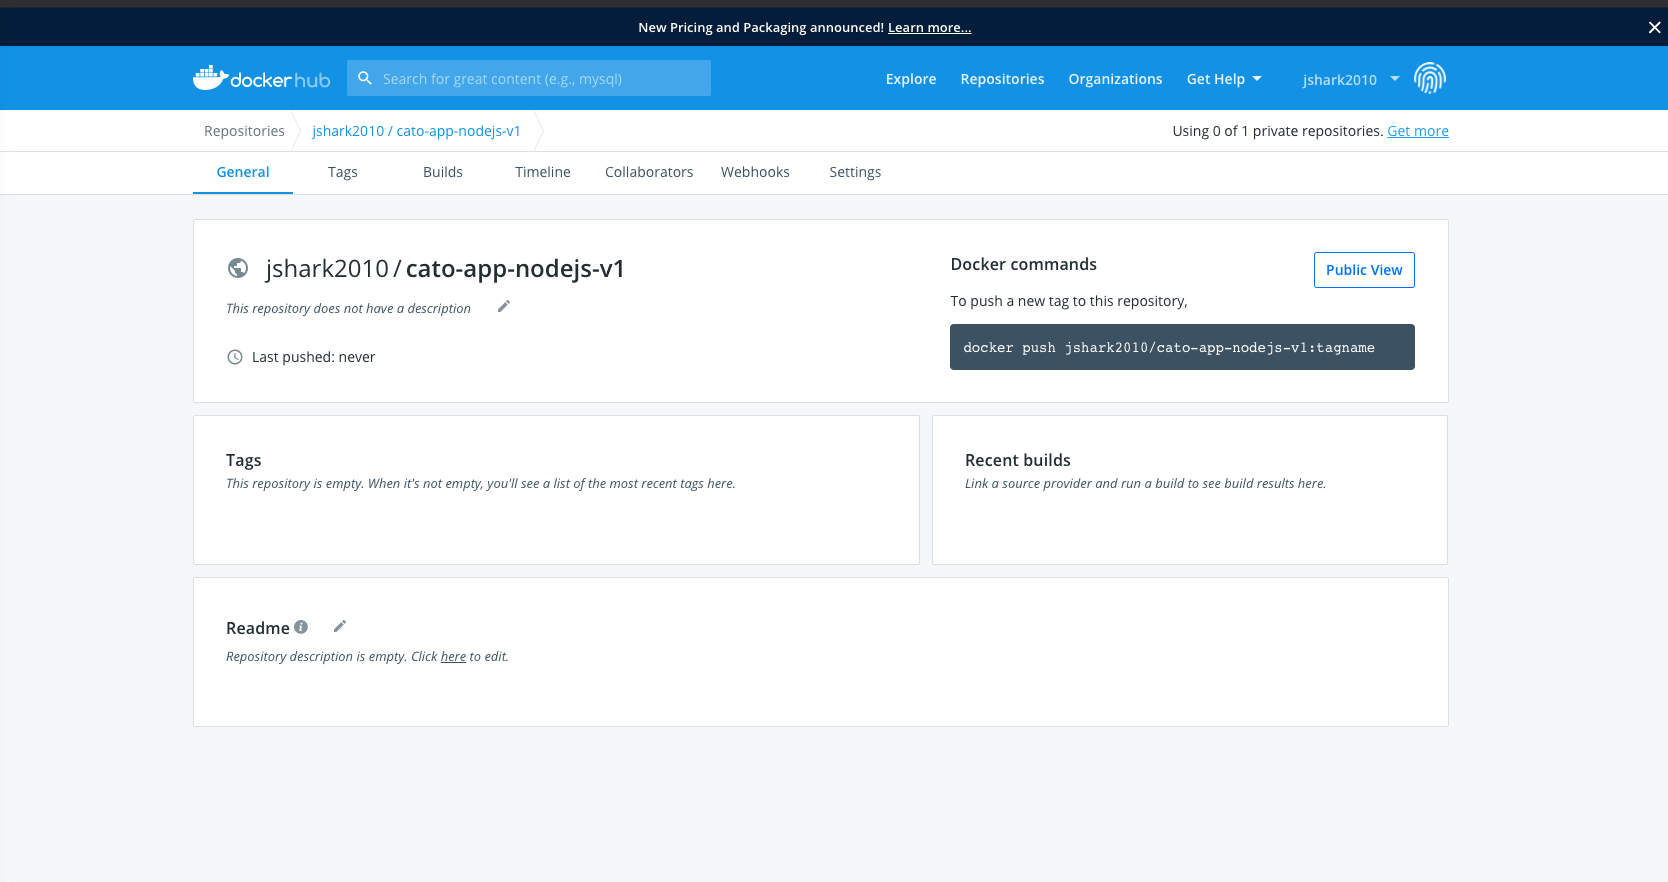 New Pricing and Packaging announced! Learn more...
docker hub
Search for great content (e.g., mysql)
Explore
Repositories
Organizations
Get Help
jshark2010
Repositories
jshark2010 / cato-app-nodejs-v1
Using 0 of 1 private repositories. Get more
General
Tags
Builds
Timeline
Collaborators
Webhooks
Settings
jshark2010 / cato-app-nodejs-v1
This repository does not have a description
Last pushed: never
Docker commands
Public View
To push a new tag to this repository,
docker push jshark2010/cato-app-nodejs-v1:tagname
Tags
This repository is empty. When it's not empty, you'll see a list of the most recent tags here.
Recent builds
Link a source provider and run a build to see build results here.
Readme
Repository description is empty. Click here to edit.